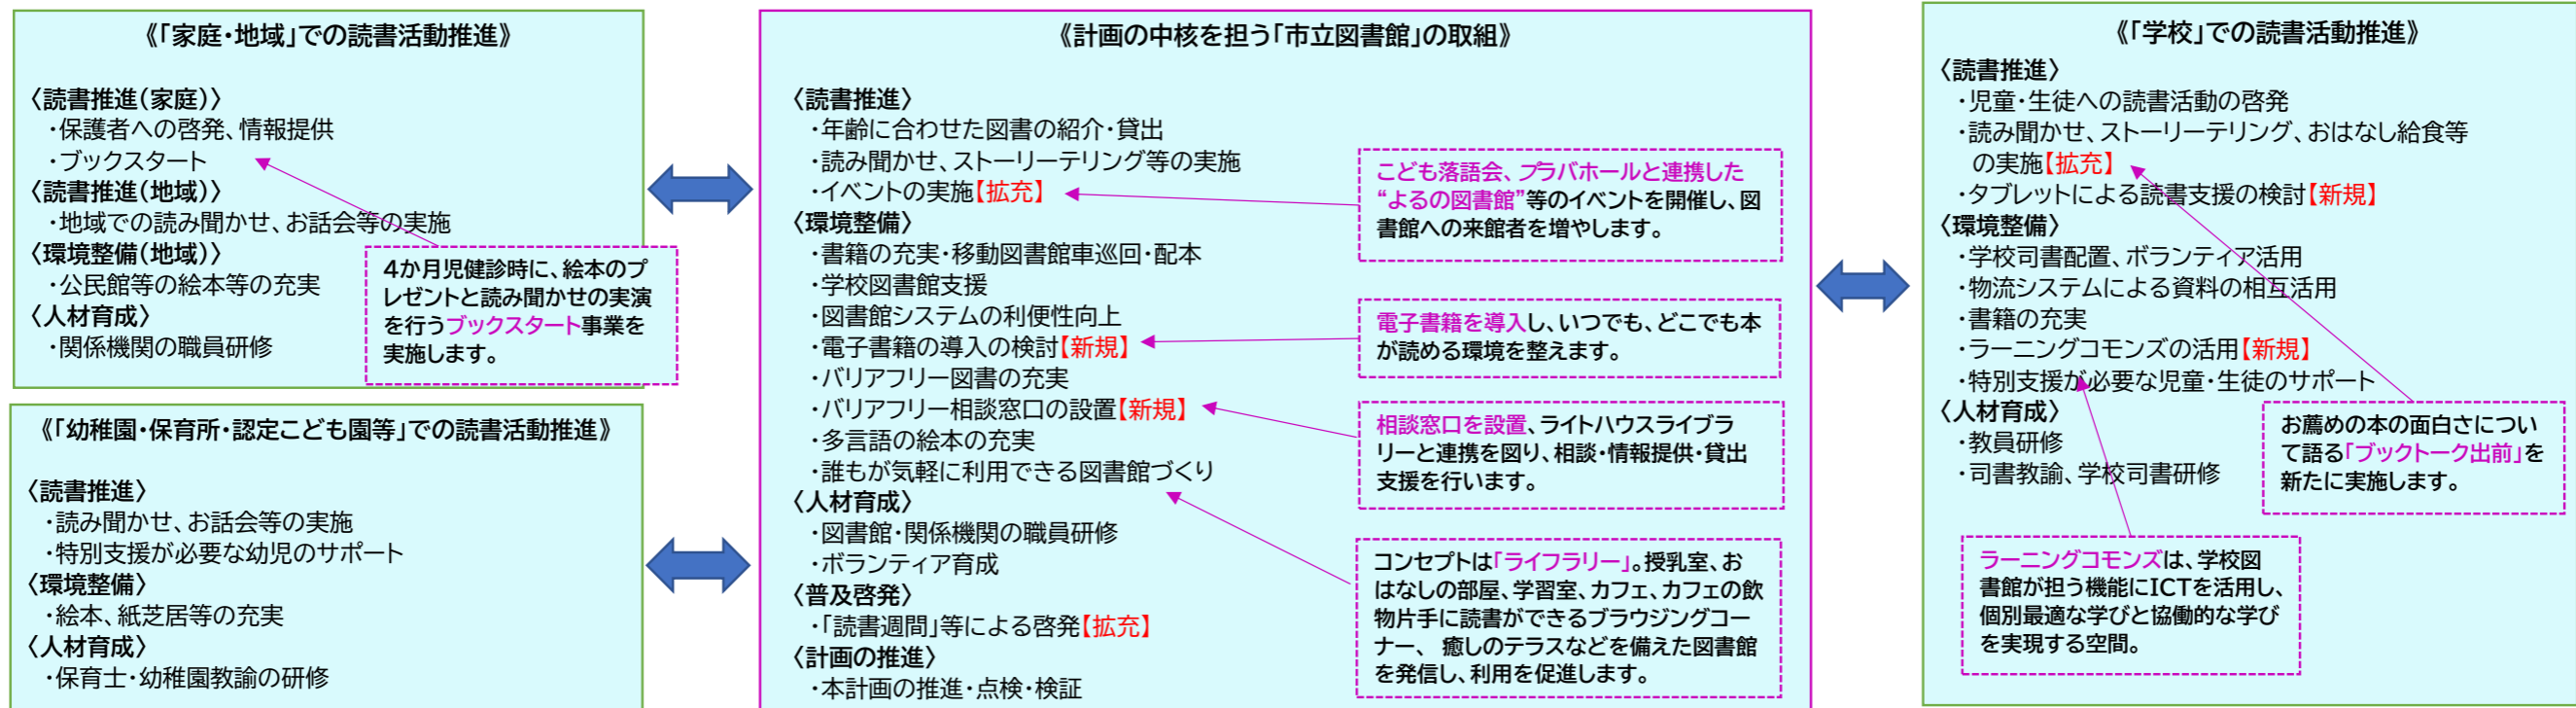 《「家庭・地域」での読書活動推進》
〈読書推進(家庭)〉
・保護者への啓発、情報提供
・ブックスタート
〈読書推進(地域)〉
・地域での読み聞かせ、お話会等の実施
〈環境整備(地域)〉
・公民館等の絵本等の充実
〈人材育成〉
・関係機関の職員研修
4か月児健診時に、絵本のプ
レゼントと読み聞かせの実演
を行うブックスタート事業を
実施します。
《「幼稚園・保育所・認定こども園等」での読書活動推進》
〈読書推進〉
・読み聞かせ、お話会等の実施
・特別支援が必要な幼児のサポート
〈環境整備〉
・絵本、紙芝居等の充実
〈人材育成〉
・保育士・幼稚園教諭の研修
《計画の中核を担う「市立図書館」の取組》
〈読書推進〉
・年齢に合わせた図書の紹介・貸出
・読み聞かせ、ストーリーテリング等の実施
・イベントの実施【拡充】
〈環境整備〉
・書籍の充実・移動図書館車巡回・配本
・学校図書館支援
・図書館システムの利便性向上
・電子書籍の導入の検討【新規】
・バリアフリー図書の充実
・バリアフリー相談窓口の設置【新規】
・多言語の絵本の充実
・誰もが気軽に利用できる図書館づくり
〈人材育成〉
・図書館・関係機関の職員研修
・ボランティア育成
〈普及啓発〉
・「読書週間」等による啓発【拡充】
〈計画の推進〉
・本計画の推進・点検・検証
こども落語会、プラバホールと連携した
“よるの図書館”等のイベントを開催し、図
書館への来館者を増やします。
電子書籍を導入し、いつでも、どこでも本
が読める環境を整えます。
相談窓口を設置、ライトハウスライブラ
リーと連携を図り、相談・情報提供・貸出
支援を行います。
コンセプトは「ライフラリー」。授乳室、お
はなしの部屋、学習室、カフェ、カフェの飲
物片手に読書ができるブラウジングコー
ナー、 癒しのテラスなどを備えた図書館
を発信し、利用を促進します。
《「学校」での読書活動推進》
〈読書推進〉
・児童・生徒への読書活動の啓発
・読み聞かせ、ストーリーテリング、おはなし給食等
の実施【拡充】
・タブレットによる読書支援の検討【新規】
〈環境整備〉
・学校司書配置、ボランティア活用
・物流システムによる資料の相互活用
・書籍の充実
・ラーニングコモンズの活用【新規】
・特別支援が必要な児童・生徒のサポート
〈人材育成〉
・教員研修
・司書教諭、学校司書研修
お薦めの本の面白さについ
て語る「ブックトーク出前」を
新たに実施します。
ラーニングコモンズは、学校図
書館が担う機能にICTを活用し、
個別最適な学びと協働的な学び
を実現する空間。